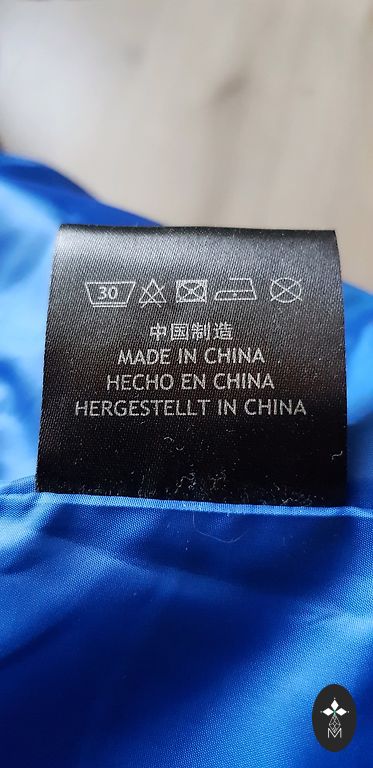 30
中国制造
MADE IN CHINA
HECHO EN CHINA
HERGESTELLT IN CHINA
M